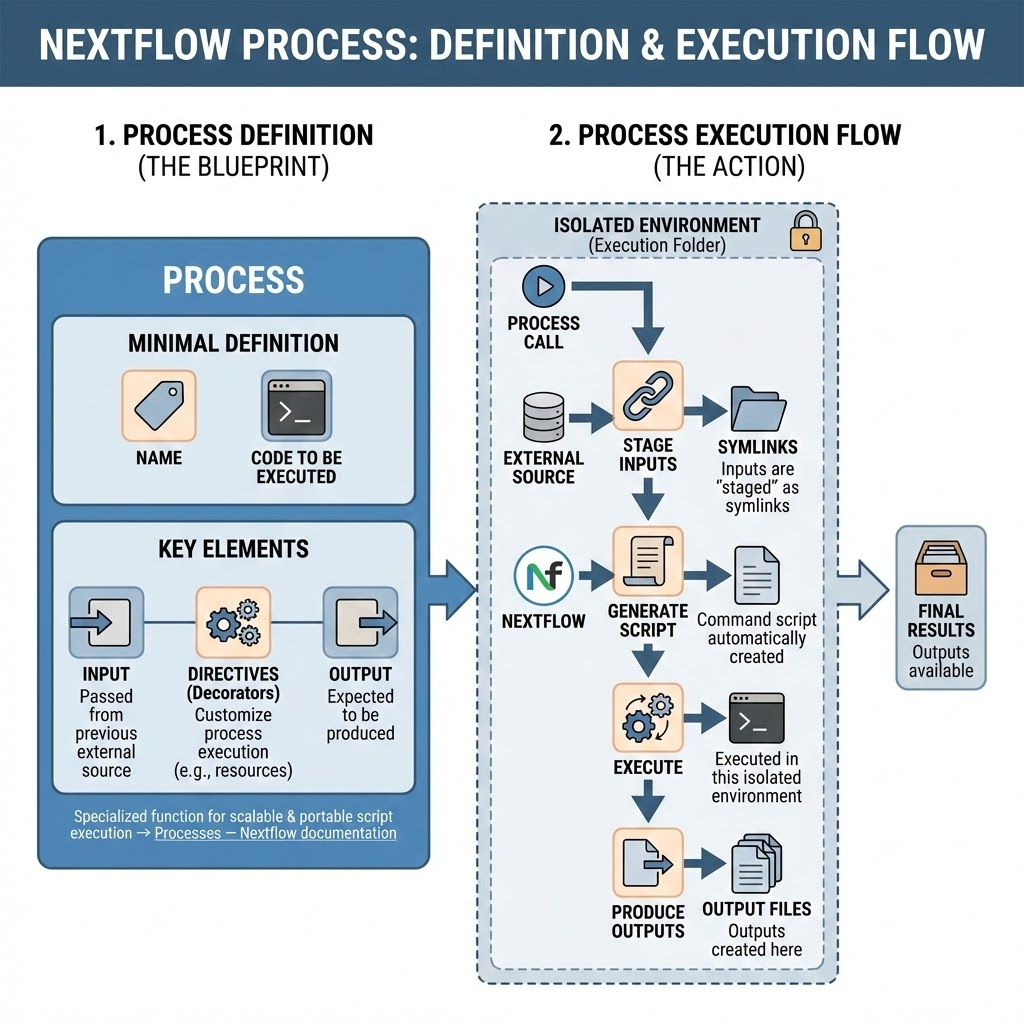 NEXTFLOW PROCESS: DEFINITION & EXECUTION FLOW
1. PROCESS DEFINITION
(THE BLUEPRINT)
PROCESS
MINIMAL DEFINITION
>_
NAME
CODE TO BE
EXECUTED
KEY ELEMENTS
INPUT
Passed
from
previous
external
source
DIRECTIVES
(Decorators)
Customize
process
execution
(e.g., resources)
OUTPUT
Expected
to be
produced
Specialized function for scalable & portable script
execution → Processes — Nextflow documentation
2. PROCESS EXECUTION FLOW
(THE ACTION)
ISOLATED ENVIRONMENT
(Execution Folder)
PROCESS
CALL
EXTERNAL
SOURCE
STAGE
INPUTS
SYMLINKS
Inputs are
"staged" as
symlinks
Nf
NEXTFLOW
GENERATE
SCRIPT
Command script
automatically
created
EXECUTE
>_
Executed in
this isolated
environment
PRODUCE
OUTPUTS
OUTPUT FILES
Outputs
created here
FINAL
RESULTS
Outputs
available